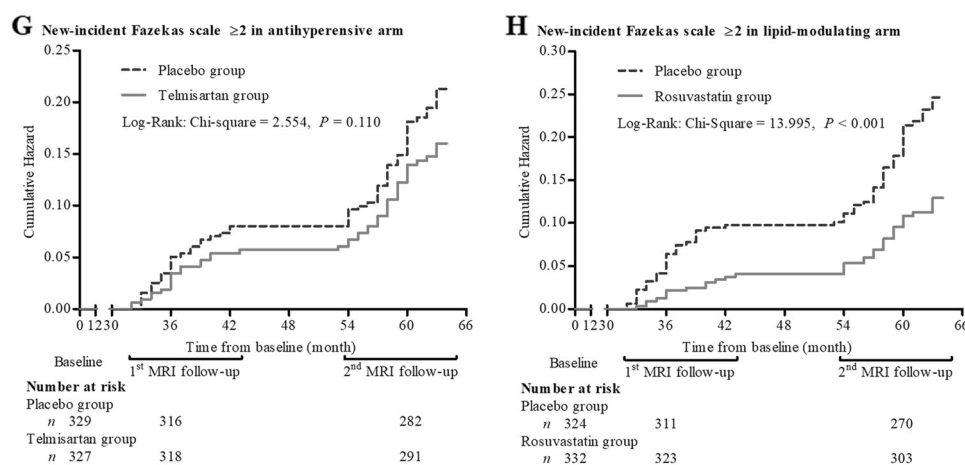 G New-incident Fazekas scale ≥2 in antihyperensive arm
0.25
0.20
0.15
0.10
0.05
0.00
Cumulative Hazard
Placebo group
Telmisartan group
Log-Rank: Chi-square = 2.554, P = 0.110
0 12 30 36 42 48 54 60 66
Time from baseline (month)
Baseline
1st MRI follow-up
2nd MRI follow-up
Number at risk
Placebo group
n 329 316 282
Telmisartan group
n 327 318 291
H New-incident Fazekas scale ≥2 in lipid-modulating arm
0.30
0.25
0.20
0.15
0.10
0.05
0.00
Cumulative Hazard
Placebo group
Rosuvastatin group
Log-Rank: Chi-Square = 13.995, P < 0.001
0 12 30 36 42 48 54 60 66
Time from baseline (month)
Baseline
1st MRI follow-up
2nd MRI follow-up
Number at risk
Placebo group
n 324 311 270
Rosuvastatin group
n 332 323 303